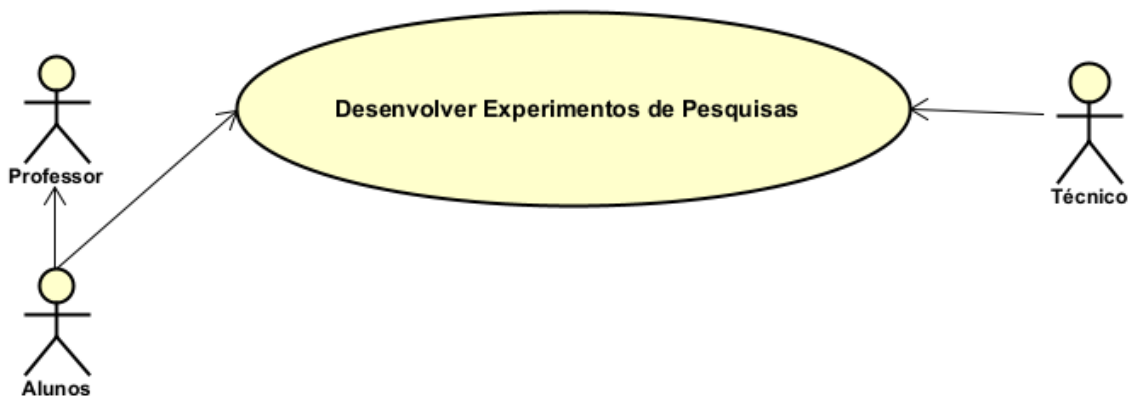 Desenvolver Experimentos de Pesquisas
Professor
Técnico
Alunos